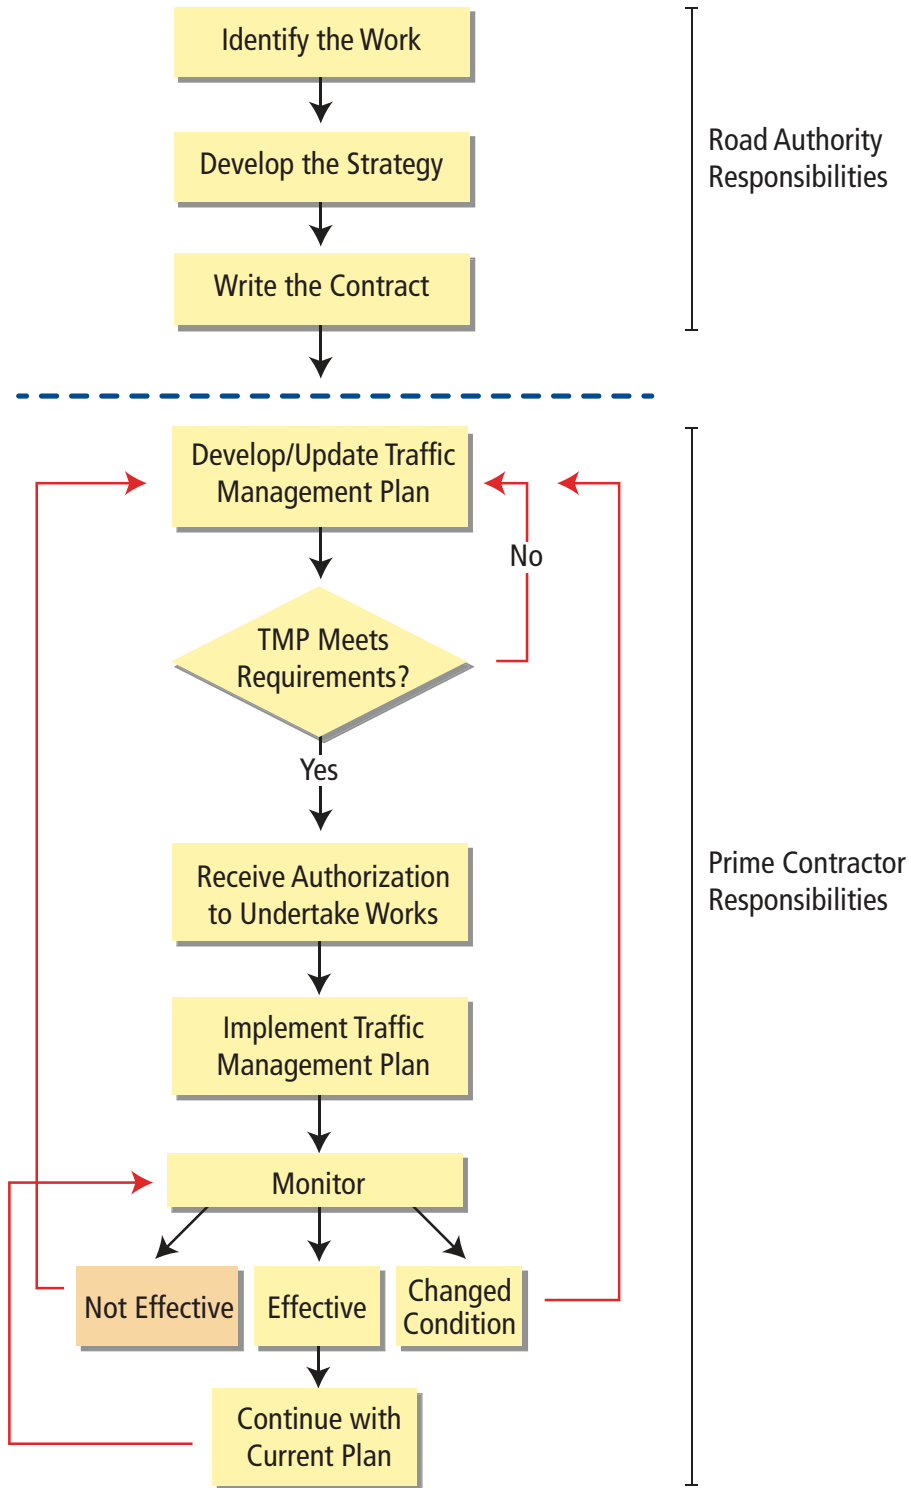 Identify the Work
Develop the Strategy
Write the Contract
Road Authority
Responsibilities
Develop/Update Traffic
Management Plan
No
TMP Meets
Requirements?
Yes
Receive Authorization
to Undertake Works
Prime Contractor
Responsibilities
Implement Traffic
Management Plan
Monitor
Not Effective
Effective
Changed
Condition
Continue with
Current Plan